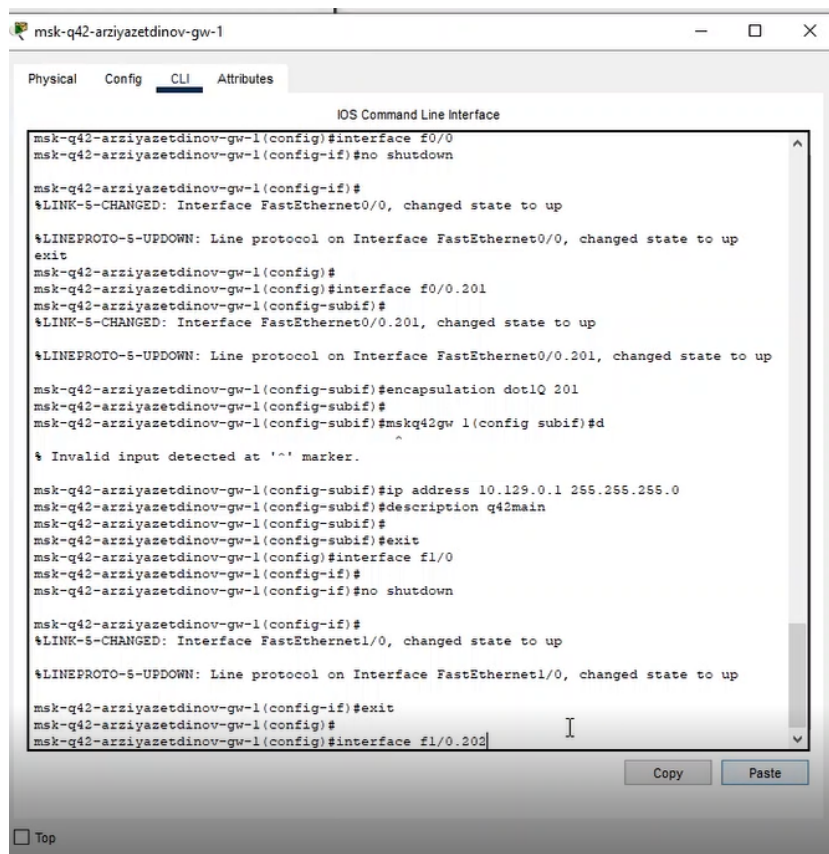 msk-q42-arziyazetdinov-gw-1
Physical Config CLI Attributes
IOS Command Line Interface
msk-q42-arziyazetdinov-gw-1(config)#interface f0/0
msk-q42-arziyazetdinov-gw-1(config-if)#no shutdown
msk-q42-arziyazetdinov-gw-1(config-if)#
%LINK-5-CHANGED: Interface FastEthernet0/0, changed state to up
%LINEPROTO-5-UPDOWN: Line protocol on Interface FastEthernet0/0, changed state to up
exit
msk-q42-arziyazetdinov-gw-1(config)#
msk-q42-arziyazetdinov-gw-1(config)#interface f0/0.201
msk-q42-arziyazetdinov-gw-1(config-subif)#
%LINK-5-CHANGED: Interface FastEthernet0/0.201, changed state to up
%LINEPROTO-5-UPDOWN: Line protocol on Interface FastEthernet0/0.201, changed state to up
msk-q42-arziyazetdinov-gw-1(config-subif)#encapsulation dot1Q 201
msk-q42-arziyazetdinov-gw-1(config-subif)#
msk-q42-arziyazetdinov-gw-1(config-subif)#mskq42gw 1(config subif)#d
^
% Invalid input detected at '^' marker.
msk-q42-arziyazetdinov-gw-1(config-subif)#ip address 10.129.0.1 255.255.255.0
msk-q42-arziyazetdinov-gw-1(config-subif)#description q42main
msk-q42-arziyazetdinov-gw-1(config-subif)#
msk-q42-arziyazetdinov-gw-1(config-subif)#exit
msk-q42-arziyazetdinov-gw-1(config)#interface f1/0
msk-q42-arziyazetdinov-gw-1(config-if)#
msk-q42-arziyazetdinov-gw-1(config-if)#no shutdown
msk-q42-arziyazetdinov-gw-1(config-if)#
%LINK-5-CHANGED: Interface FastEthernet1/0, changed state to up
%LINEPROTO-5-UPDOWN: Line protocol on Interface FastEthernet1/0, changed state to up
msk-q42-arziyazetdinov-gw-1(config-if)#exit
msk-q42-arziyazetdinov-gw-1(config)#
msk-q42-arziyazetdinov-gw-1(config)#interface f1/0.202
Copy Paste
Top